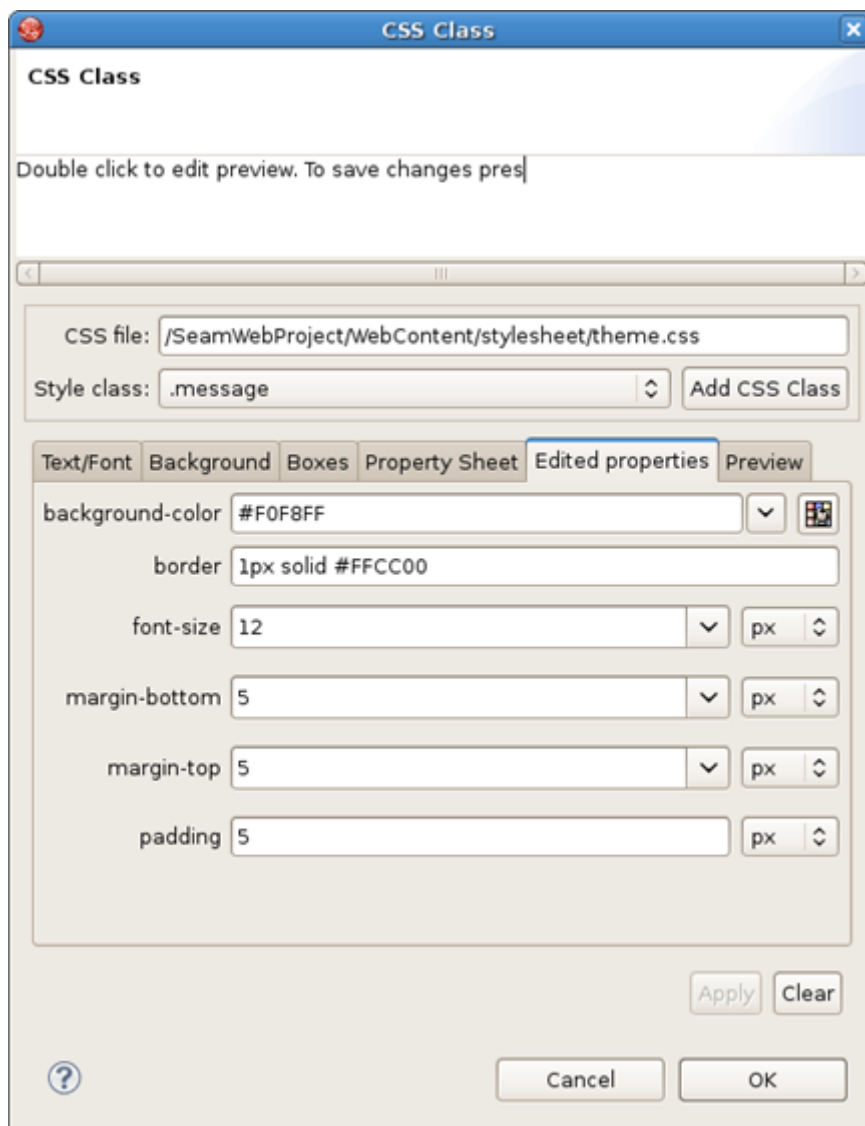 CSS Class
CSS Class
Double click to edit preview. To save changes pres
CSS file: /SeamWebProject/WebContent/stylesheet/theme.css
Style class: .message Add CSS Class
Text/Font Background Boxes Property Sheet Edited properties Preview
background-color #F0F8FF
border 1px solid #FFCC00
font-size 12 px
margin-bottom 5 px
margin-top 5 px
padding 5 px
Apply Clear
? Cancel OK